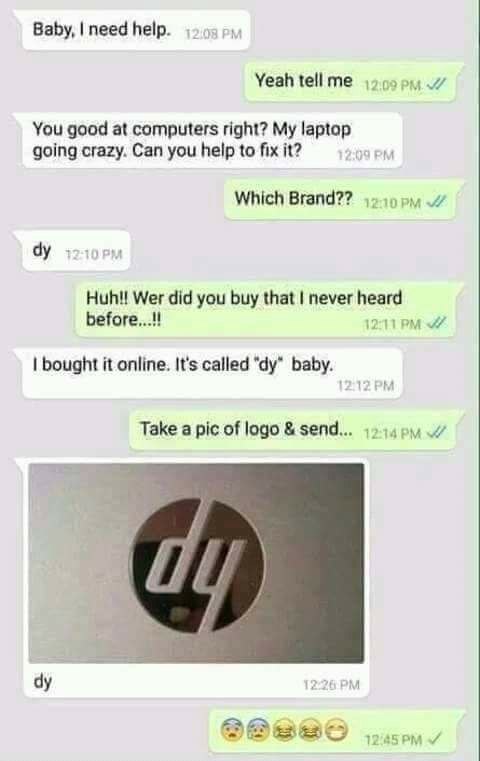 Baby, I need help. 12:08 PM
Yeah tell me 12:09 PM
You good at computers right? My laptop
going crazy. Can you help to fix it? 12:09 PM
Which Brand?? 12:10 PM
dy 12:10 PM
Huh!! Wer did you buy that I never heard
before...!! 12:11 PM
I bought it online. It's called "dy" baby.
12:12 PM
Take a pic of logo & send... 12:14 PM
dy
dy 12:26 PM
😨😰😂😂😁 12:45 PM